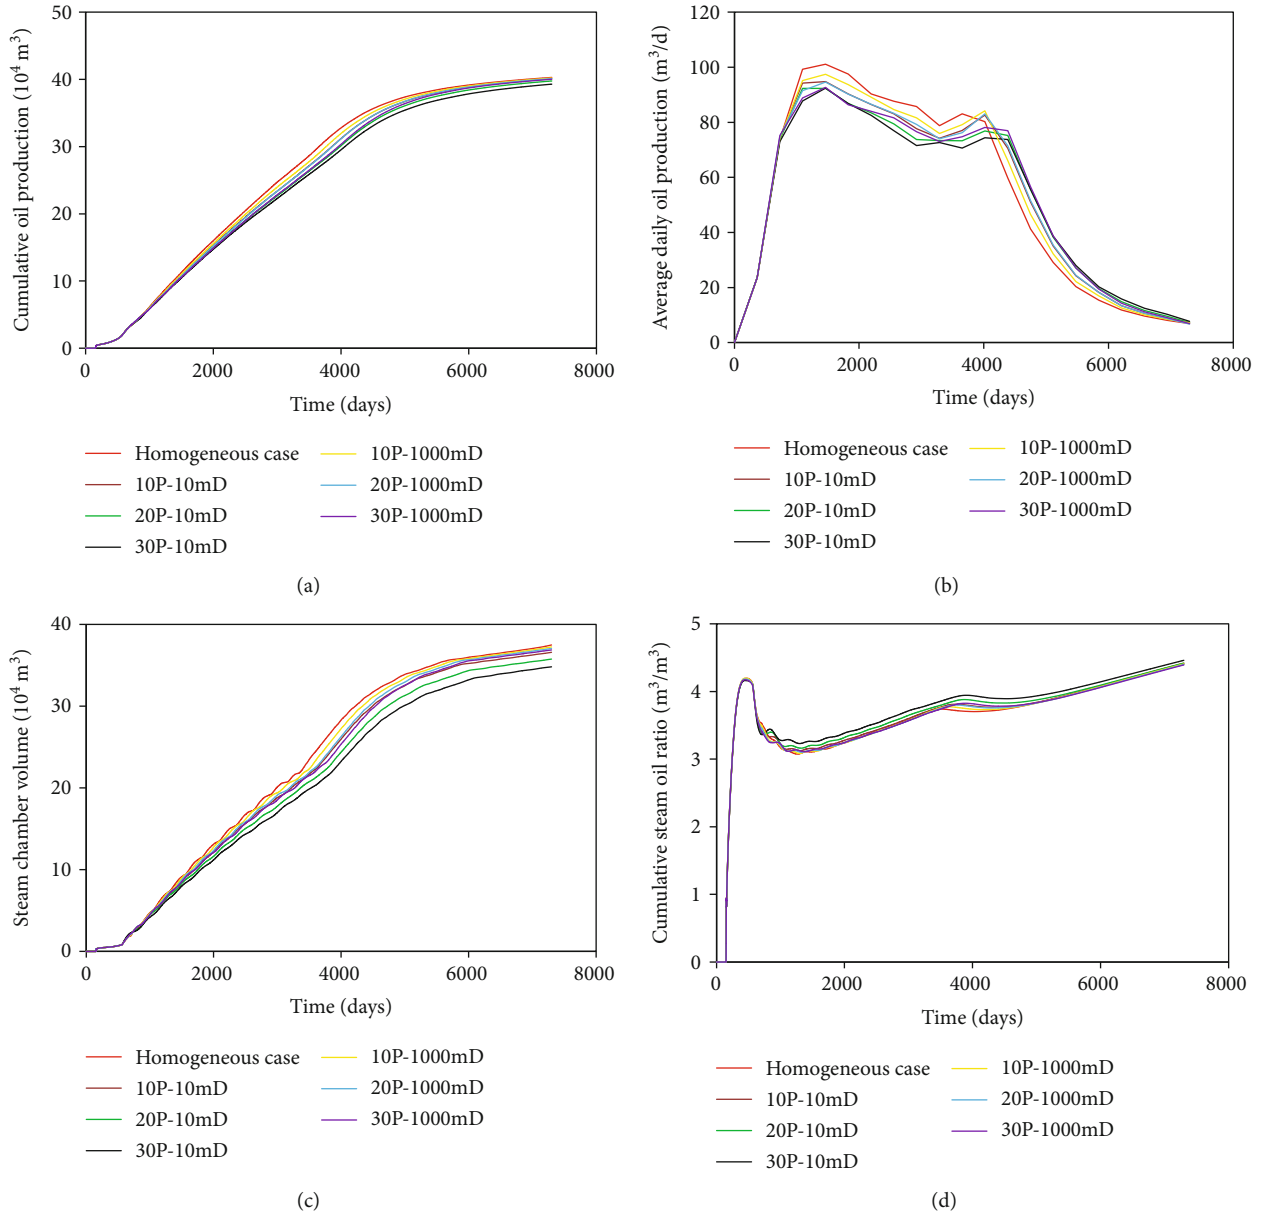 Cumulative oil production (10⁴ m³)
50
40
30
20
10
0
0 2000 4000 6000 8000
Time (days)
Homogeneous case 10P-1000mD
10P-10mD 20P-1000mD
20P-10mD 30P-1000mD
30P-10mD
(a)
Average daily oil production (m³/d)
120
100
80
60
40
20
0
0 2000 4000 6000 8000
Time (days)
Homogeneous case 10P-1000mD
10P-10mD 20P-1000mD
20P-10mD 30P-1000mD
30P-10mD
(b)
Steam chamber volume (10⁴ m³)
40
30
20
10
0
0 2000 4000 6000 8000
Time (days)
Homogeneous case 10P-1000mD
10P-10mD 20P-1000mD
20P-10mD 30P-1000mD
30P-10mD
(c)
Cumulative steam oil ratio (m³/m³)
5
4
3
2
1
0
0 2000 4000 6000 8000
Time (days)
Homogeneous case 10P-1000mD
10P-10mD 20P-1000mD
20P-10mD 30P-1000mD
30P-10mD
(d)